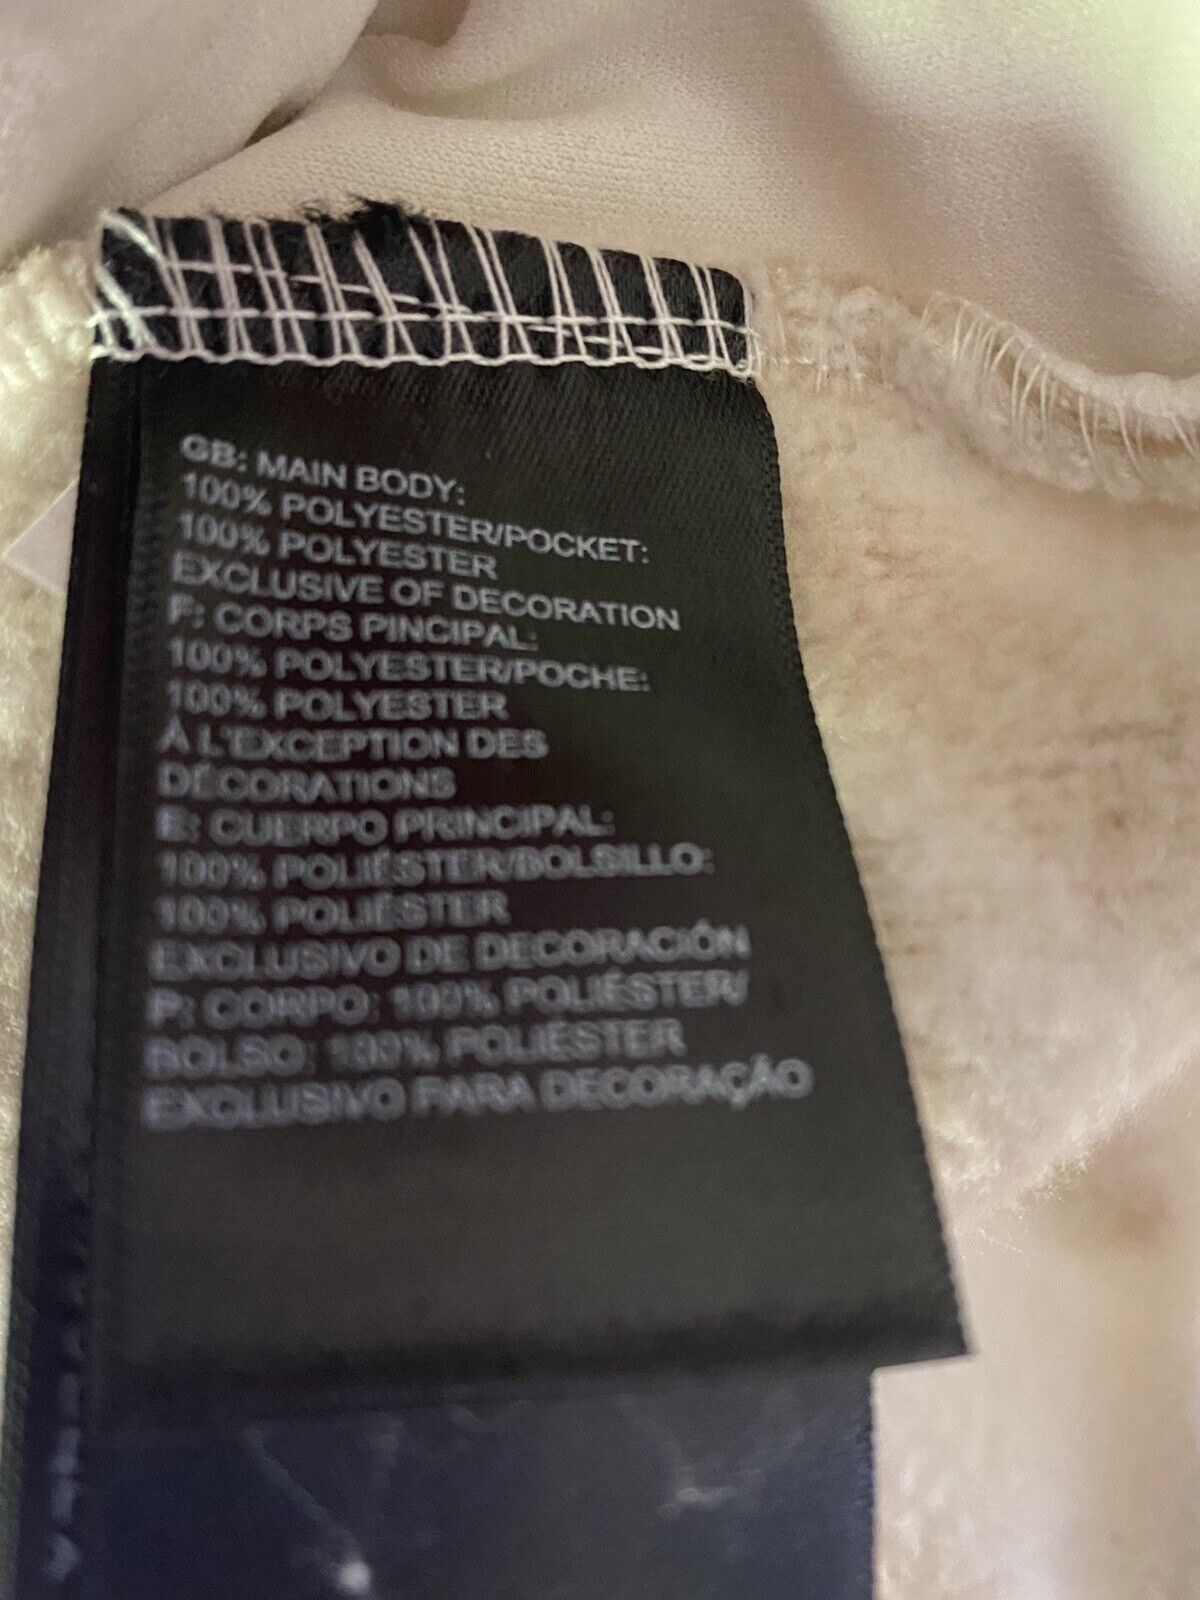 GB: MAIN BODY:
100% POLYESTER/POCKET:
100% POLYESTER
EXCLUSIVE OF DECORATION
F: CORPS PINCIPAL:
100% POLYESTER/POCHE:
100% POLYESTER
À L'EXCEPTION DES
DÉCORATIONS
E: CUERPO PRINCIPAL:
100% POLIÉSTER/BOLSILLO:
100% POLIÉSTER
EXCLUSIVO DE DECORACIÓN
P: CORPO: 100% POLIÉSTER/
BOLSO: 100% POLIÉSTER
EXCLUSIVO PARA DECORAÇÃO